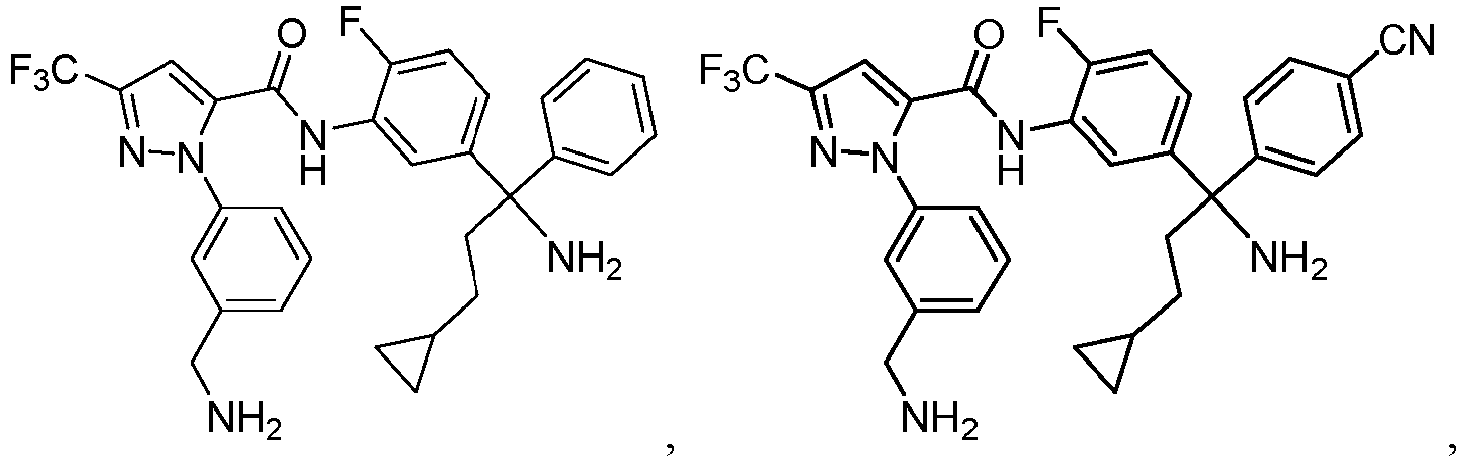 F O F O CN
F3C F3C
N N N H N N N H
NH2 NH2
NH2 , NH2 ,